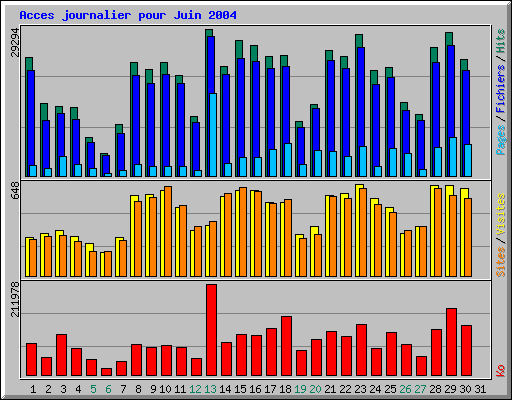 Acces journalier pour Juin 2004
29294
Pages / Fichiers / Hits
648
Sites / Visites
211978
Ko
1 2 3 4 5 6 7 8 9 10 11 12 13 14 15 16 17 18 19 20 21 22 23 24 25 26 27 28 29 30 31